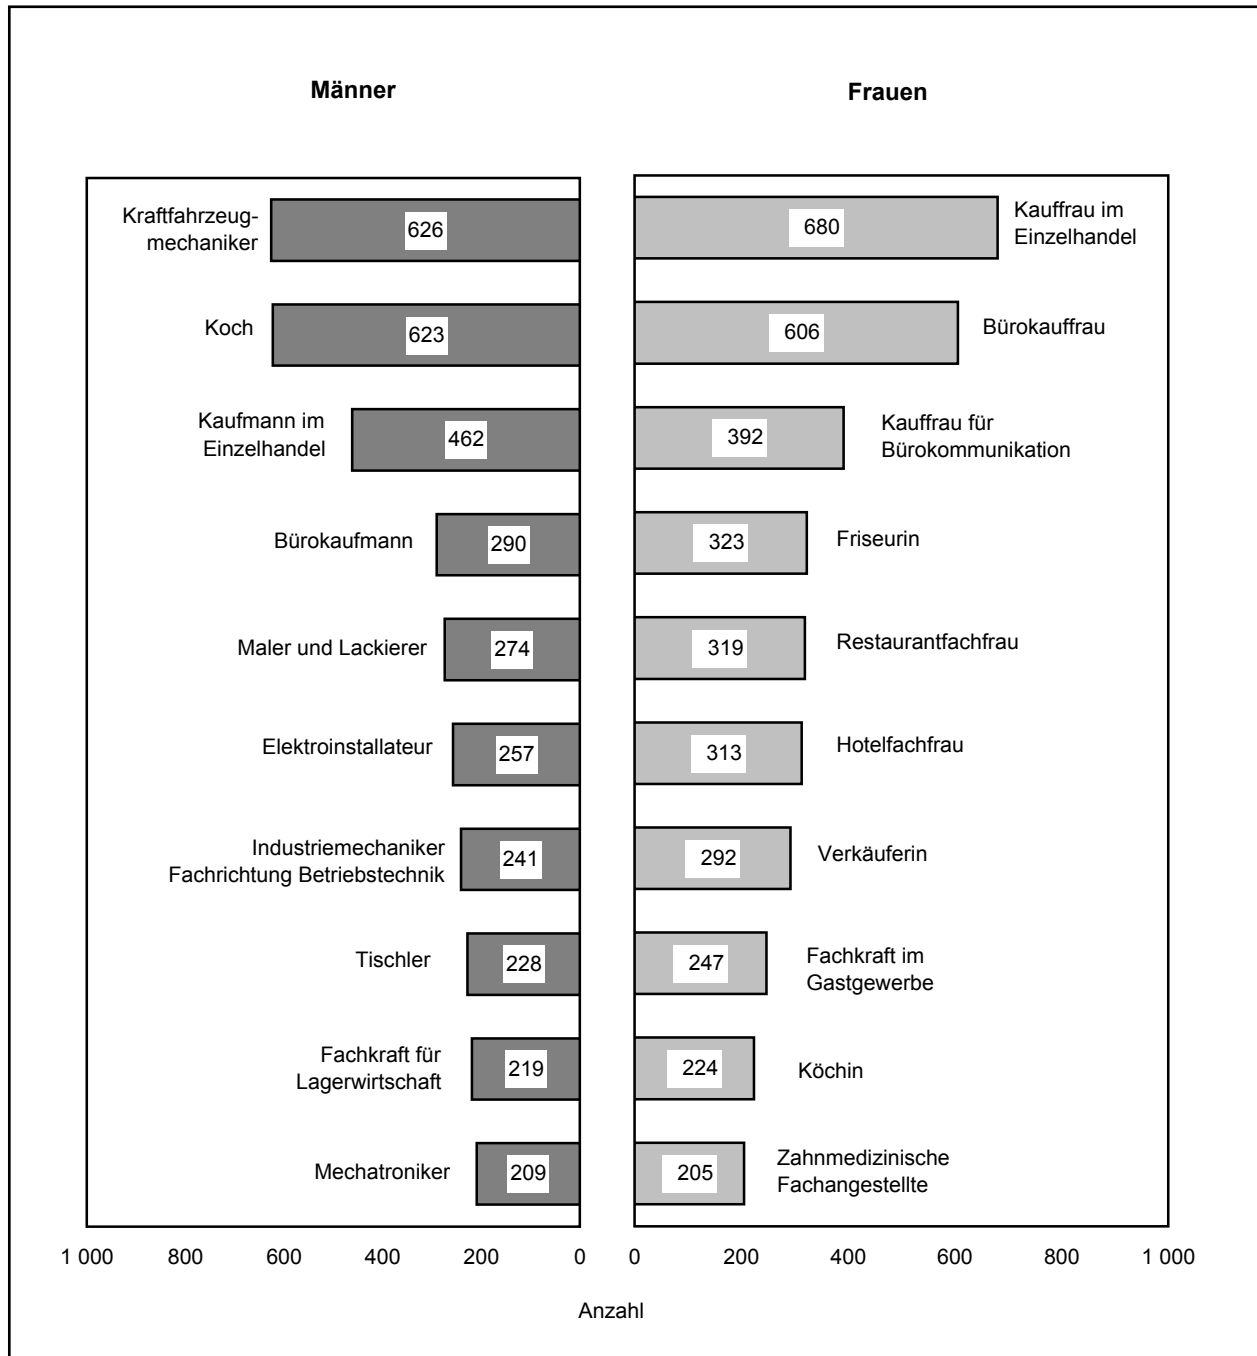 Männer
Kraftfahrzeug-
mechaniker
626
Koch
623
Kaufmann im
Einzelhandel
462
Bürokaufmann
290
Maler und Lackierer
274
Elektroinstallateur
257
Industriemechaniker
Fachrichtung Betriebstechnik
241
Tischler
228
Fachkraft für
Lagerwirtschaft
219
Mechatroniker
209
1 000 800 600 400 200 0
Frauen
680
Kauffrau im
Einzelhandel
606
Bürokauffrau
392
Kauffrau für
Bürokommunikation
323
Friseurin
319
Restaurantfachfrau
313
Hotelfachfrau
292
Verkäuferin
247
Fachkraft im
Gastgewerbe
224
Köchin
205
Zahnmedizinische
Fachangestellte
0 200 400 600 800 1 000
Anzahl